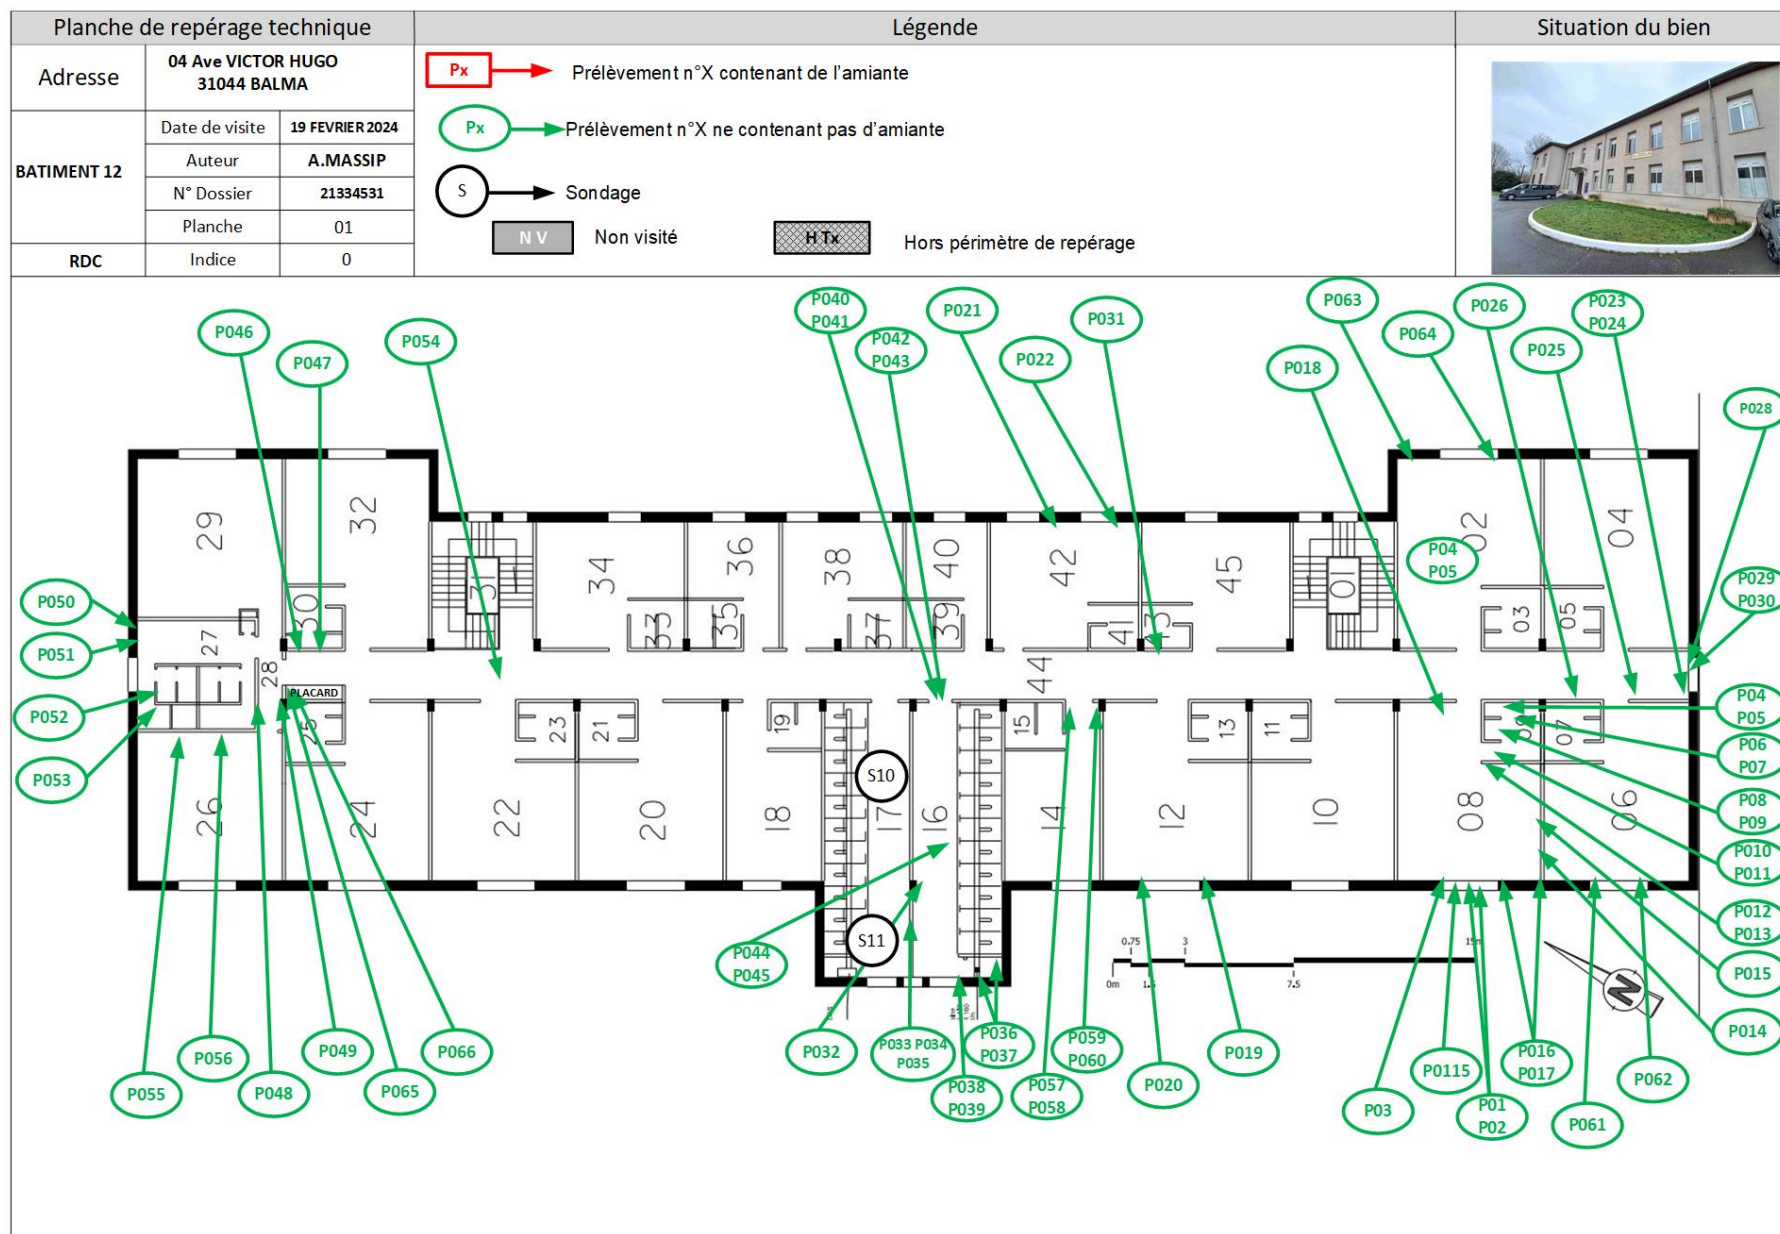 Planche de repérage technique
Légende
Situation du bien
Adresse
04 Ave VICTOR HUGO
31044 BALMA
BATIMENT 12
Date de visite
19 FEVRIER 2024
Auteur
A.MASSIP
N° Dossier
21334531
Planche
01
RDC
Indice
0
Px
Prélèvement n°X contenant de l'amiante
Px
Prélèvement n°X ne contenant pas d'amiante
S
Sondage
N V
Non visité
H Tx
Hors périmètre de repérage
P046
P047
P054
P040
P041
P042
P043
P021
P022
P031
P063
P064
P018
P026
P025
P023
P024
P028
29
32
34
36
38
40
42
45
02
04
P04
P05
31
01
P050
P051
P052
P053
P029
P030
27
30
28
33
35
37
39
41
43
03
05
44
PLACARD
25
23
21
19
15
13
11
09
07
P04
P05
P06
P07
P08
P09
P010
P011
P012
P013
P015
P014
26
24
22
20
18
17
16
14
12
10
08
06
S10
S11
0.75
3
15m
0m
1.5
7.5
N
P044
P045
P055
P056
P048
P049
P065
P066
P032
P033 P034
P035
P036
P037
P038
P039
P057
P058
P059
P060
P020
P019
P03
P0115
P01
P02
P016
P017
P061
P062